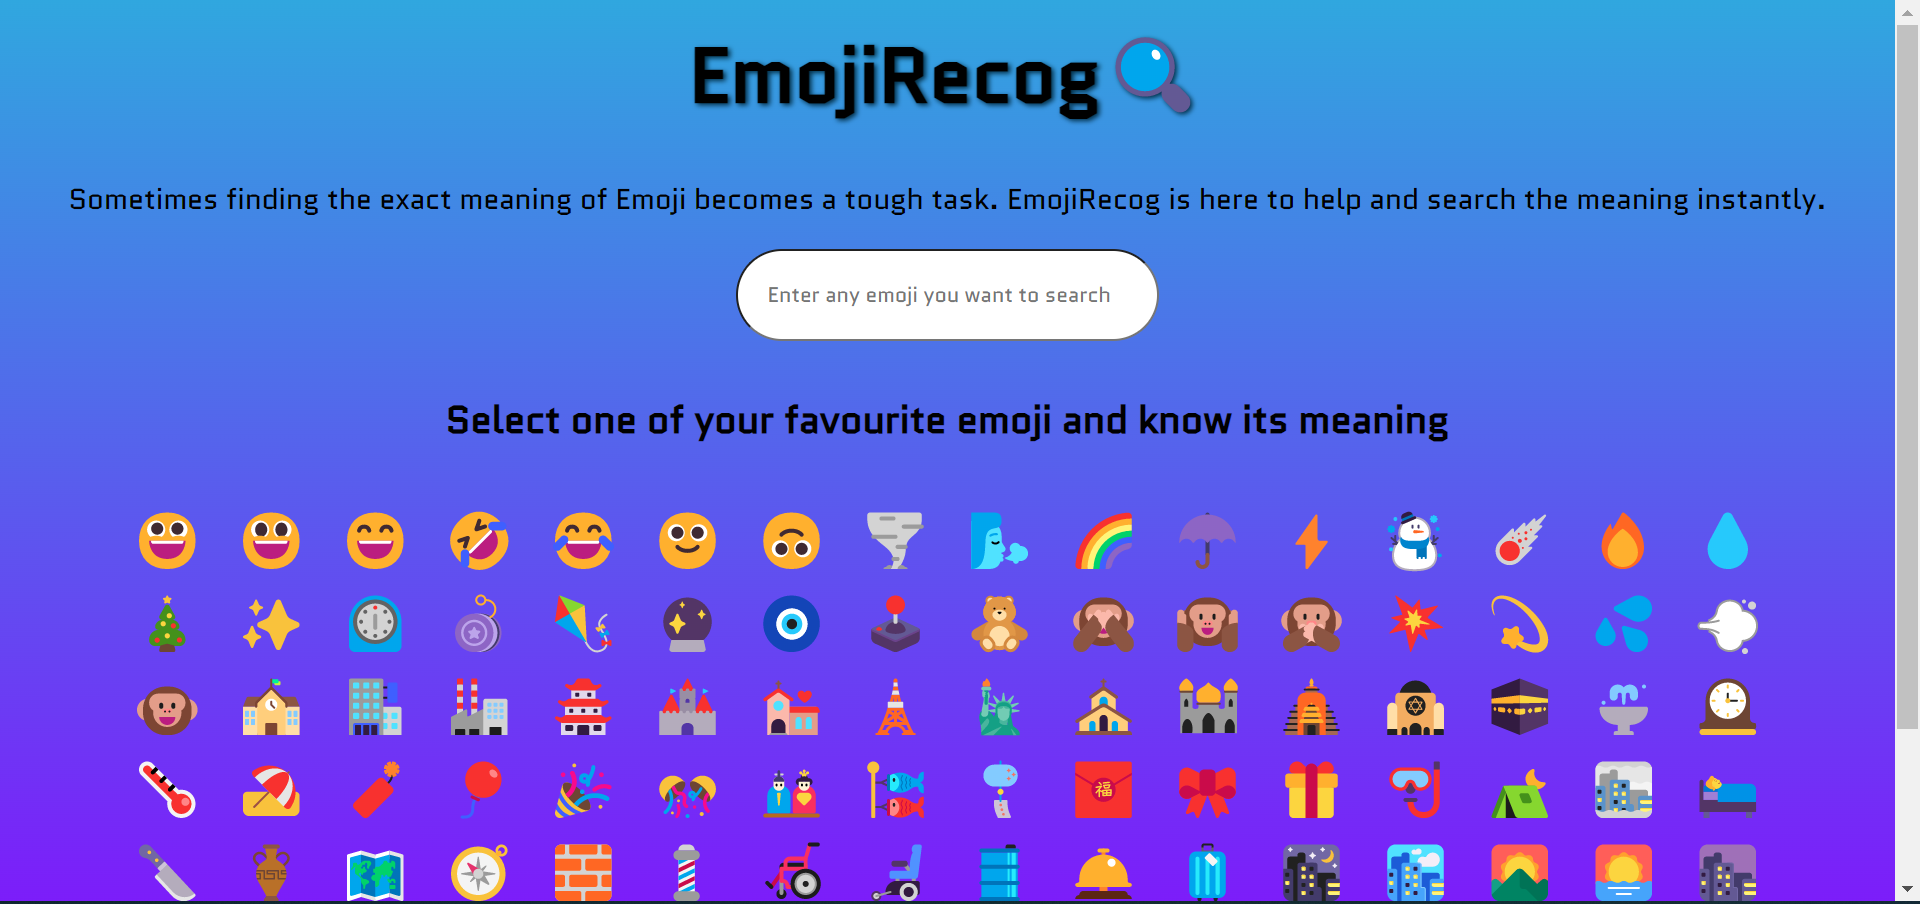 EmojiRecog
Sometimes finding the exact meaning of Emoji becomes a tough task. EmojiRecog is here to help and search the meaning instantly.
Enter any emoji you want to search
Select one of your favourite emoji and know its meaning
福